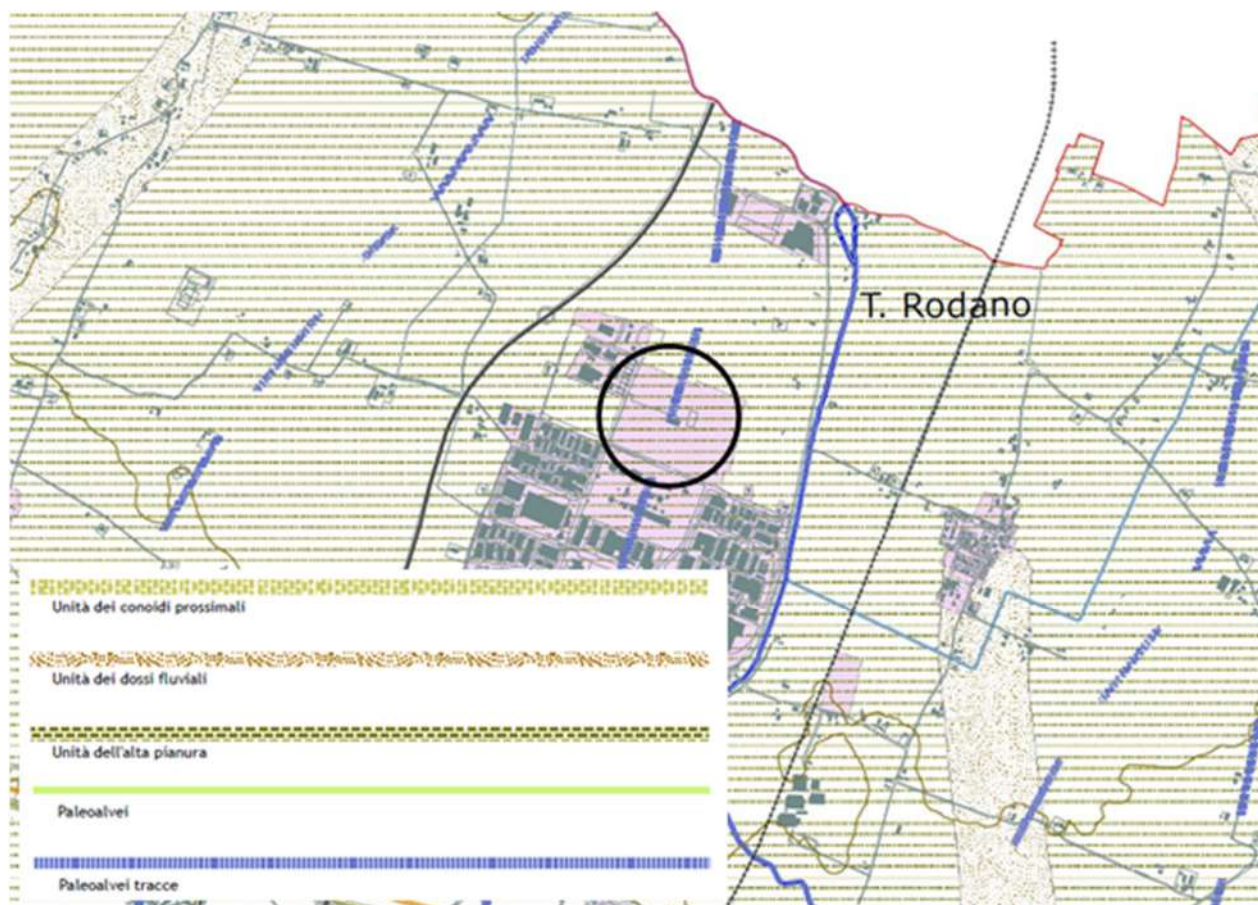 T. Rodano
Unità dei conoidi prossimali
Unità dei dossi fluviali
Unità dell'alta pianura
Paleoalvei
Paleoalvei tracce